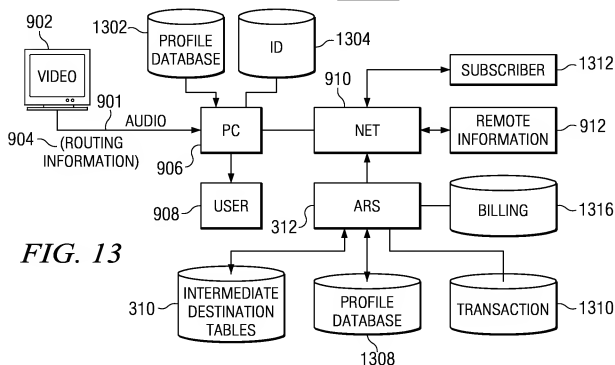 902
1302
PROFILE
DATABASE
ID
1304
VIDEO
910
SUBSCRIBER
1312
901
AUDIO
904
(ROUTING
INFORMATION)
PC
NET
REMOTE
INFORMATION
912
906
908
USER
312
ARS
BILLING
1316
FIG. 13
310
INTERMEDIATE
DESTINATION
TABLES
PROFILE
DATABASE
1308
TRANSACTION
1310